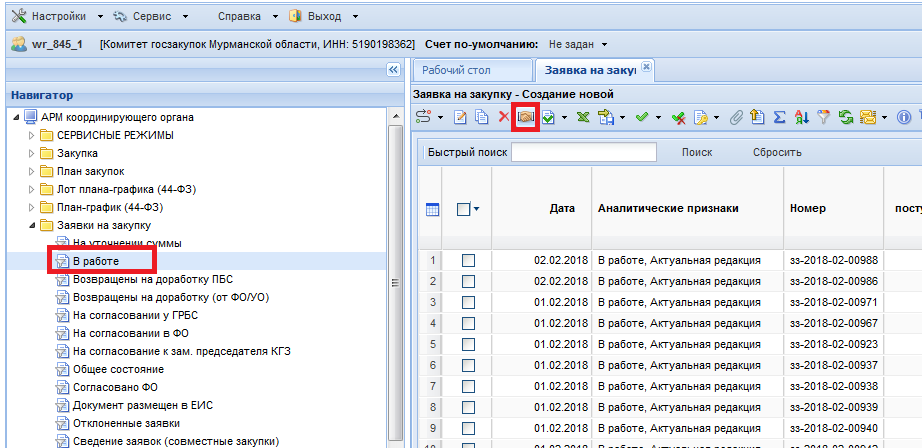 Настройки Сервис Справка Выход
wr_845_1 [Комитет госзакупок Мурманской области, ИНН: 5190198362] Счет по-умолчанию: Не задан
Навигатор
АРМ координирующего органа
СЕРВИСНЫЕ РЕЖИМЫ
Закупка
План закупок
Лот плана-графика (44-ФЗ)
План-график (44-ФЗ)
Заявки на закупку
На уточнении суммы
В работе
Возвращены на доработку ПБС
Возвращены на доработку (от ФО/УО)
На согласовании у ГРБС
На согласовании в ФО
На согласование к зам. председателя КГЗ
Общее состояние
Согласовано ФО
Документ размещен в ЕИС
Отклоненные заявки
Сведение заявок (совместные закупки)
Рабочий стол Заявка на заку
Заявка на закупку - Создание новой
Быстрый поиск Поиск Сбросить
Дата Аналитические признаки Номер пост
1 02.02.2018 В работе, Актуальная редакция зз-2018-02-00988
2 02.02.2018 В работе, Актуальная редакция зз-2018-02-00986
3 01.02.2018 В работе, Актуальная редакция зз-2018-02-00971
4 01.02.2018 В работе, Актуальная редакция зз-2018-02-00967
5 01.02.2018 В работе, Актуальная редакция зз-2018-02-00923
6 01.02.2018 В работе, Актуальная редакция зз-2018-02-00937
7 01.02.2018 В работе, Актуальная редакция зз-2018-02-00938
8 01.02.2018 В работе, Актуальная редакция зз-2018-02-00939
9 01.02.2018 В работе, Актуальная редакция зз-2018-02-00940